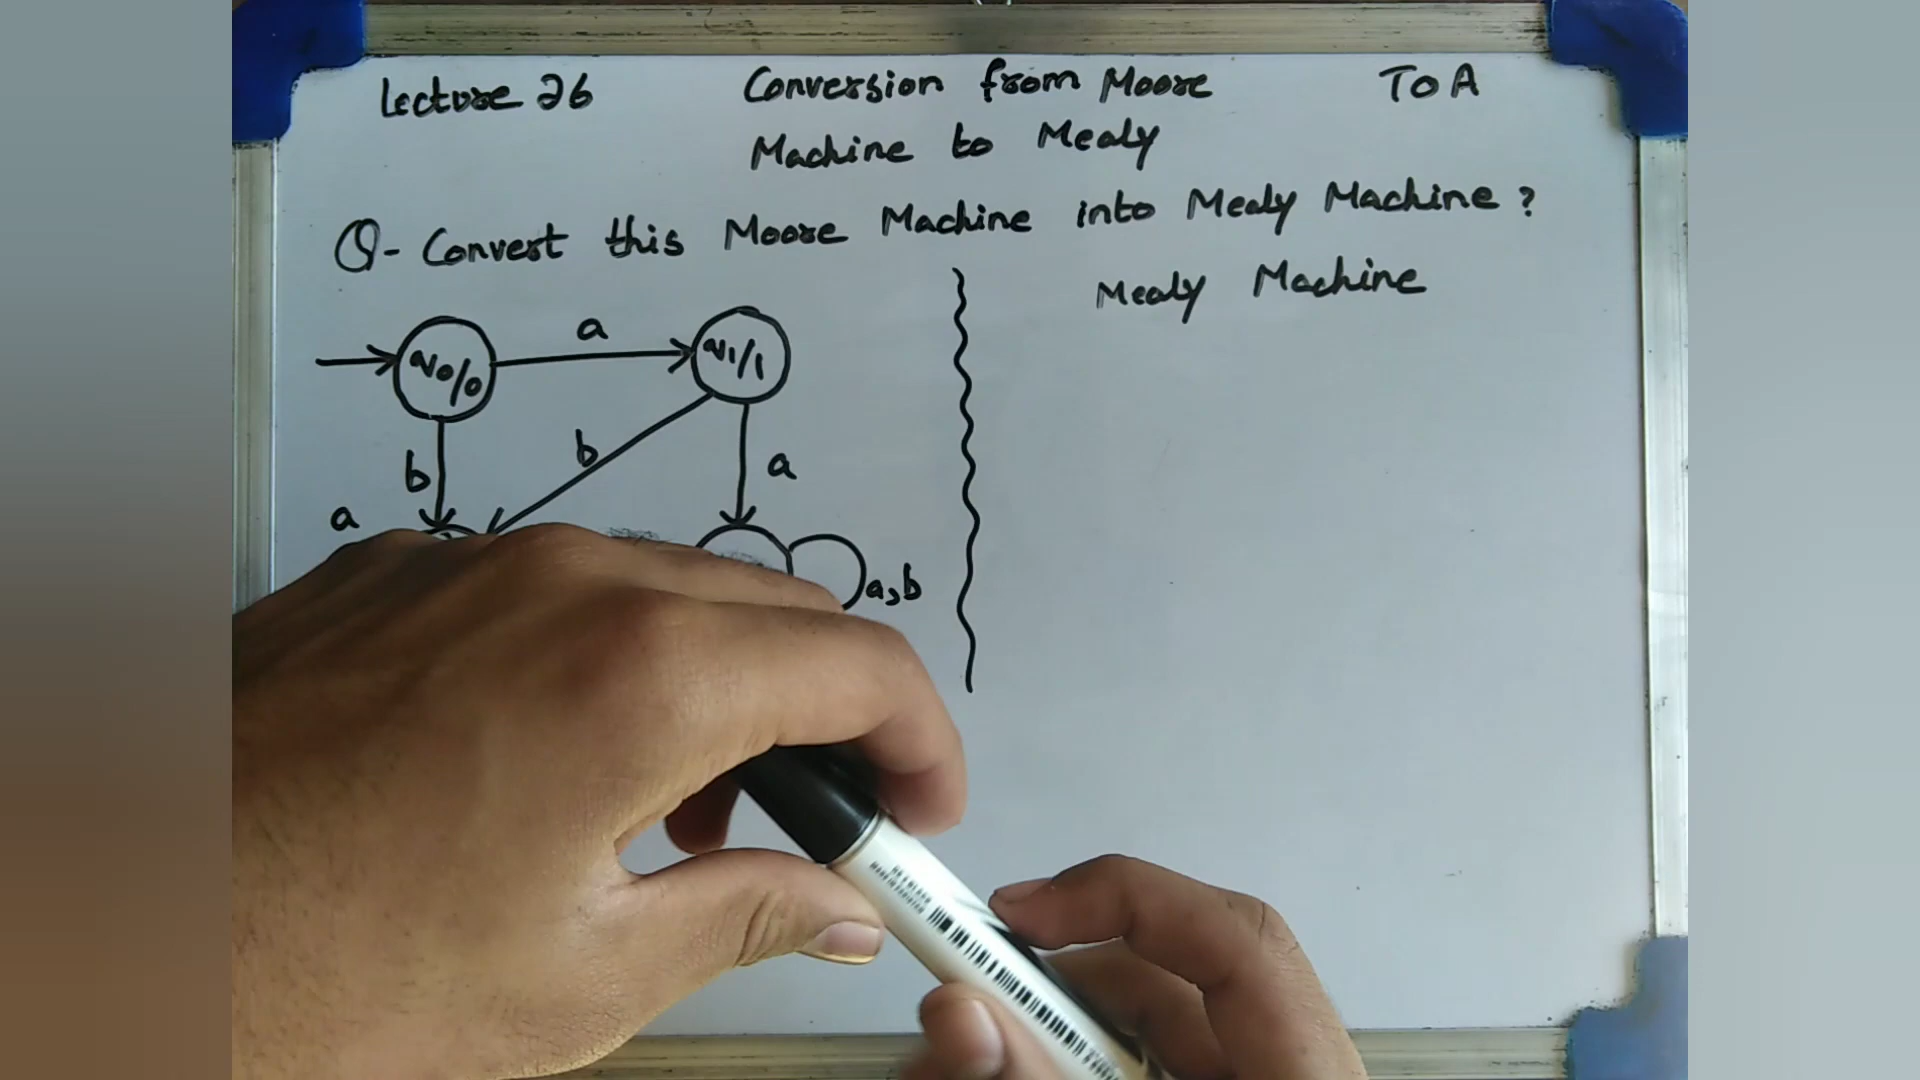 Lecture 26
Conversion from Moore
Machine to Mealy
TOA
Q- Convert this Moore Machine into Mealy Machine ?
Mealy Machine
a
q0/0
q1/1
b
b
a
a
a,b